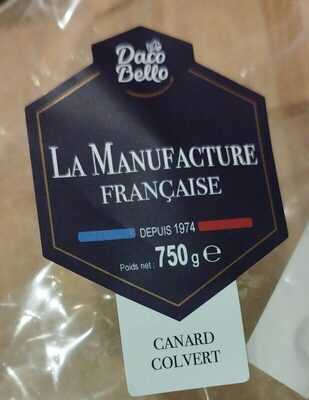 Daco
Bello
LA MANUFACTURE
FRANÇAISE
DEPUIS 1974
Poids net : 750 g e
CANARD
COLVERT